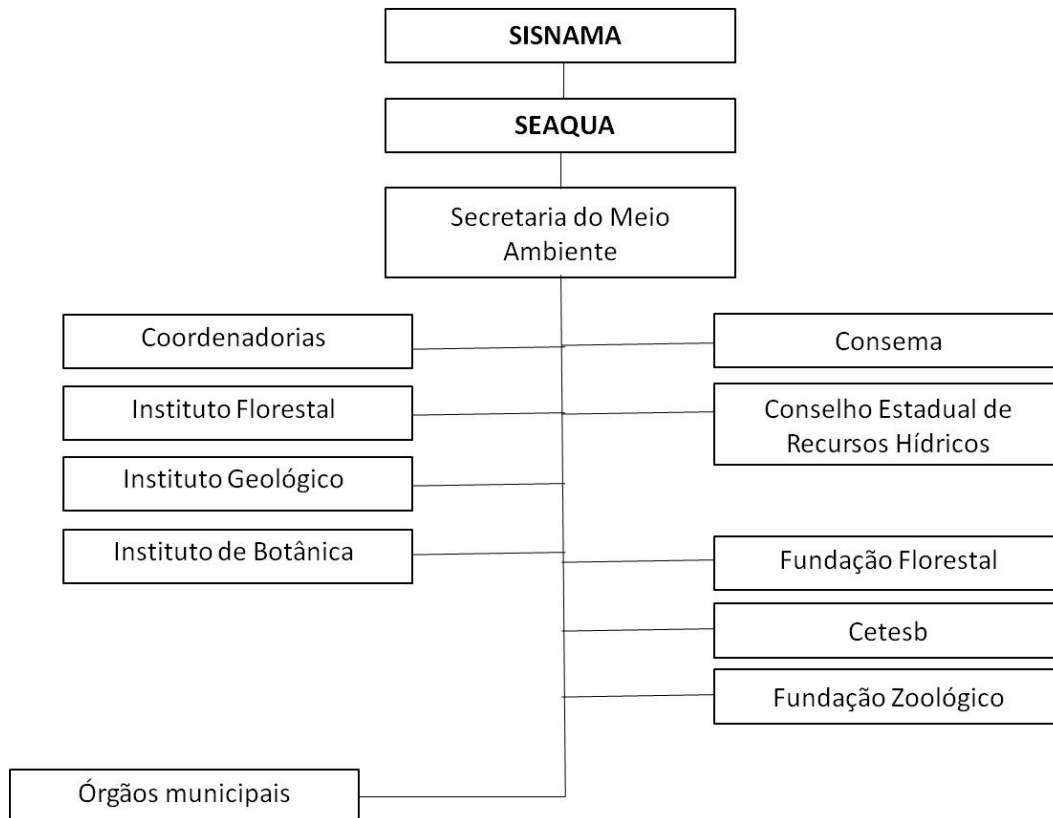 SISNAMA
SEAQUA
Secretaria do Meio
Ambiente
Coordenadorias
Consema
Instituto Florestal
Conselho Estadual de
Recursos Hídricos
Instituto Geológico
Instituto de Botânica
Fundação Florestal
Cetesb
Fundação Zoológico
Órgãos municipais